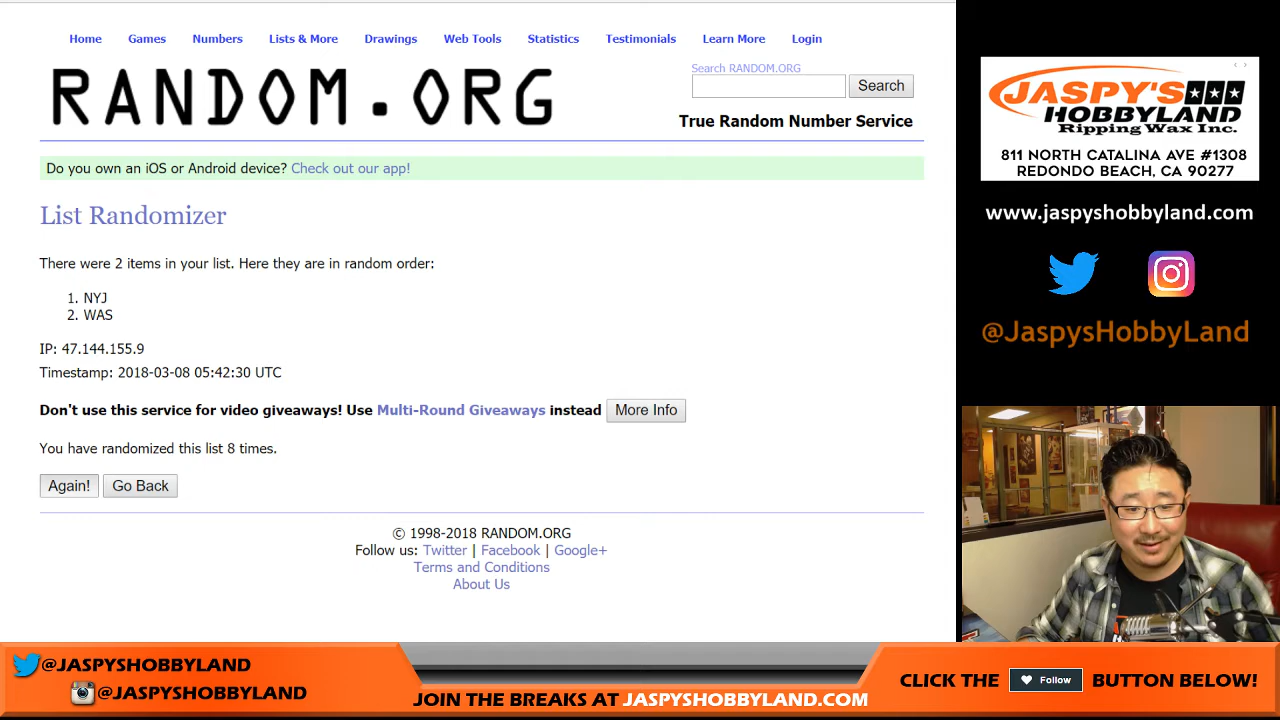 Home Games Numbers Lists & More Drawings Web Tools Statistics Testimonials Learn More Login
RANDOM.ORG
Search RANDOM.ORG
Search
True Random Number Service
Do you own an iOS or Android device? Check out our app!
List Randomizer
There were 2 items in your list. Here they are in random order:
1. NYJ
2. WAS
IP: 47.144.155.9
Timestamp: 2018-03-08 05:42:30 UTC
Don't use this service for video giveaways! Use Multi-Round Giveaways instead More Info
You have randomized this list 8 times.
Again! Go Back
© 1998-2018 RANDOM.ORG
Follow us: Twitter | Facebook | Google+
Terms and Conditions
About Us
JASPY'S
HOBBYLAND
Ripping Wax Inc.
811 NORTH CATALINA AVE #1308
REDONDO BEACH, CA 90277
www.jaspyshobbyland.com
@JaspysHobbyLand
@JASPYSHOBBYLAND
@JASPYSHOBBYLAND
JOIN THE BREAKS AT JASPYSHOBBYLAND.COM
CLICK THE Follow BUTTON BELOW!